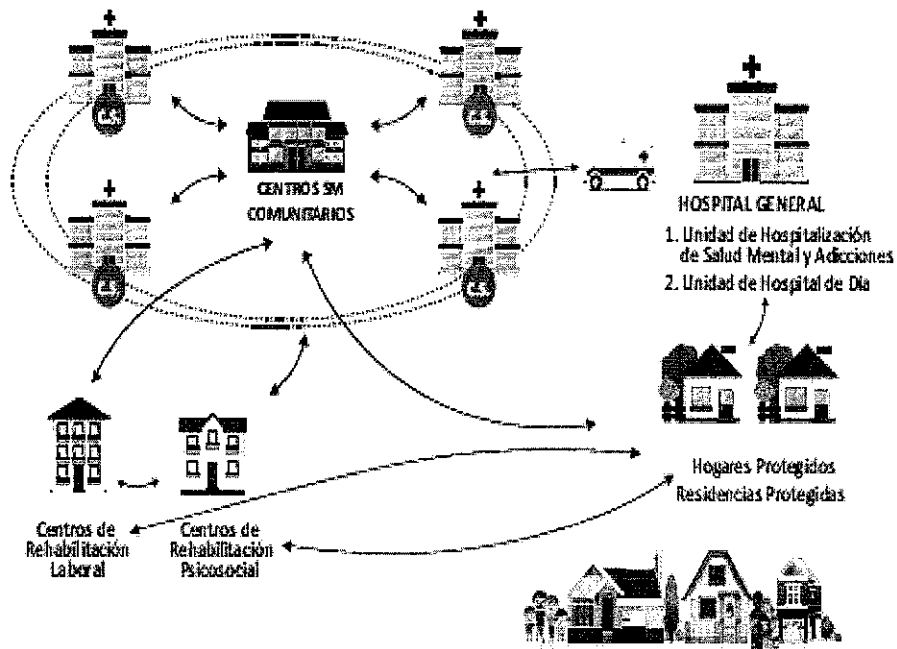 CENTROS SM
COMUNITÁRIOS
HOSPITAL GENERAL
1. Unidad de Hospitalización
de Salud Mental y Adicciones
2. Unidad de Hospital de Día
Hogares Protegidos
Residencias Protegidas
Centros de
Rehabilitación
Laboral
Centros de
Rehabilitación
Psicosocial